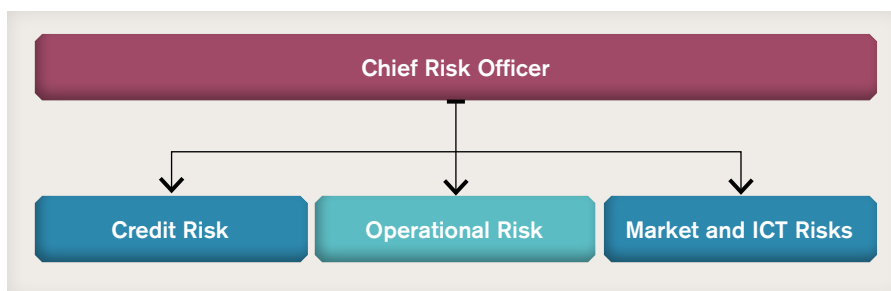 Chief Risk Officer
Credit Risk
Operational Risk
Market and ICT Risks